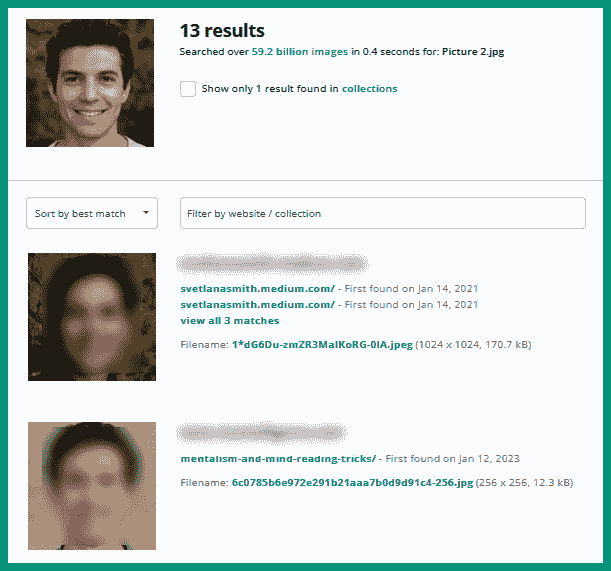 13 results
Searched over 59.2 billion images in 0.4 seconds for: Picture 2.jpg
Show only 1 result found in collections
Sort by best match
Filter by website / collection
svetlanasmith.medium.com/ - First found on Jan 14, 2021
svetlanasmith.medium.com/ - First found on Jan 14, 2021
view all 3 matches
Filename: 1*dG6Du-zmZR3MalKoRG-0IA.jpeg (1024 x 1024, 170.7 kB)
mentalism-and-mind-reading-tricks/ - First found on Jan 12, 2023
Filename: 6c0785b6e972e291b21aaa7b0d9d91c4-256.jpg (256 x 256, 12.3 kB)